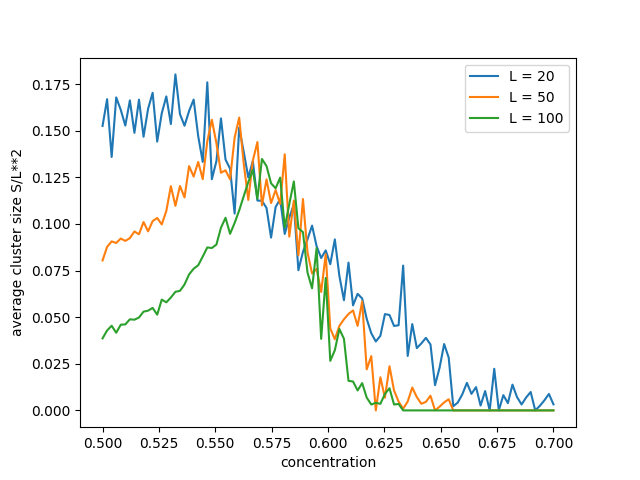 L = 20
L = 50
L = 100
average cluster size S/L**2
0.175
0.150
0.125
0.100
0.075
0.050
0.025
0.000
0.500 0.525 0.550 0.575 0.600 0.625 0.650 0.675 0.700
concentration